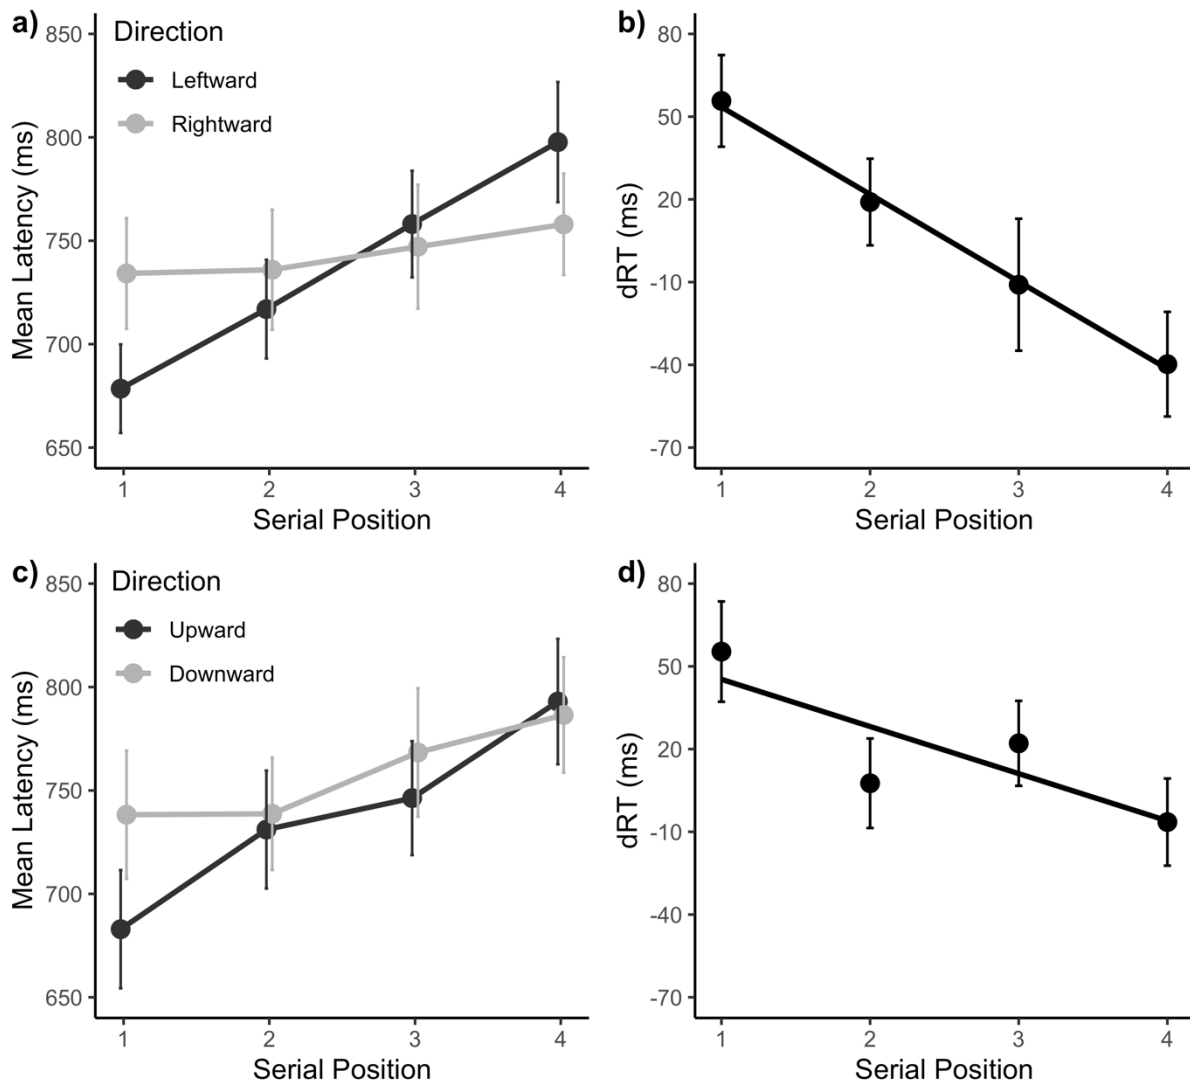 a)
Direction
Leftward
Rightward
Mean Latency (ms)
850
800
750
700
650
1 2 3 4
Serial Position
b)
dRT (ms)
80
50
20
-10
-40
-70
1 2 3 4
Serial Position
c)
Direction
Upward
Downward
Mean Latency (ms)
850
800
750
700
650
1 2 3 4
Serial Position
d)
dRT (ms)
80
50
20
-10
-40
-70
1 2 3 4
Serial Position